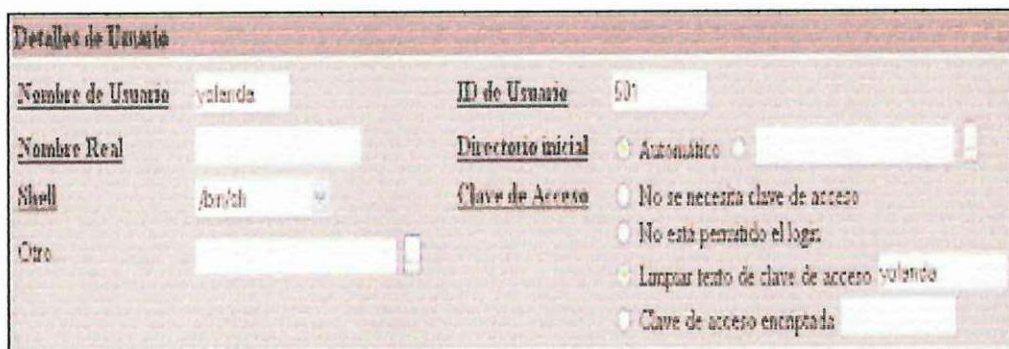 Detalles de Usuario
Nombre de Usuario yolanda ID de Usuario 501
Nombre Real Directorio inicial Automático ...
Shell /bin/sh Clave de Acceso No se necesita clave de acceso
No está permitido el login
Otro ... Limpiar texto de clave de acceso yolanda
Clave de acceso encriptada